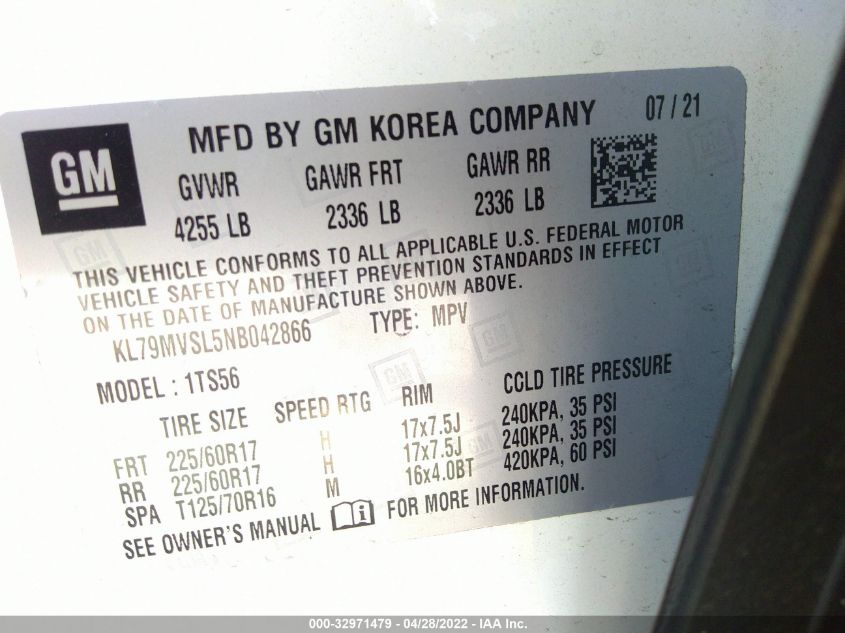 MFD BY GM KOREA COMPANY 07 / 21
GM
GVWR GAWR FRT GAWR RR
4255 LB 2336 LB 2336 LB
THIS VEHICLE CONFORMS TO ALL APPLICABLE U.S. FEDERAL MOTOR
VEHICLE SAFETY AND THEFT PREVENTION STANDARDS IN EFFECT
ON THE DATE OF MANUFACTURE SHOWN ABOVE.
KL79MVSL5NB042866 TYPE: MPV
MODEL : 1TS56
TIRE SIZE SPEED RTG RIM COLD TIRE PRESSURE
FRT 225/60R17 H 17x7.5J 240KPA, 35 PSI
RR 225/60R17 H 17x7.5J 240KPA, 35 PSI
SPA T125/70R16 M 16x4.0BT 420KPA, 60 PSI
SEE OWNER'S MANUAL FOR MORE INFORMATION.
000-32971479 — 04/28/2022 — IAA Inc.